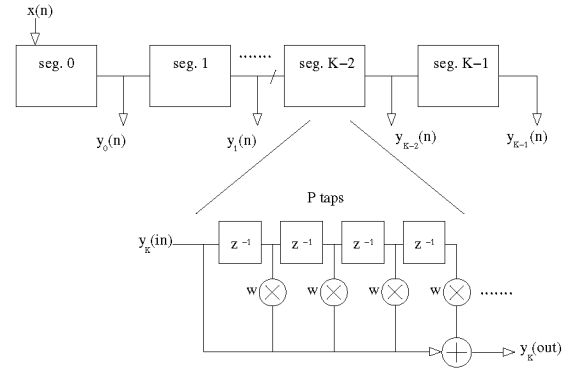 x(n)
seg. 0 seg. 1 ....... seg. K−2 seg. K−1
y₀(n) y₁(n) y_{K−2}(n) y_{K−1}(n)
P taps
y_K(in) z⁻¹ z⁻¹ z⁻¹ z⁻¹
w w w w .......
y_K(out)